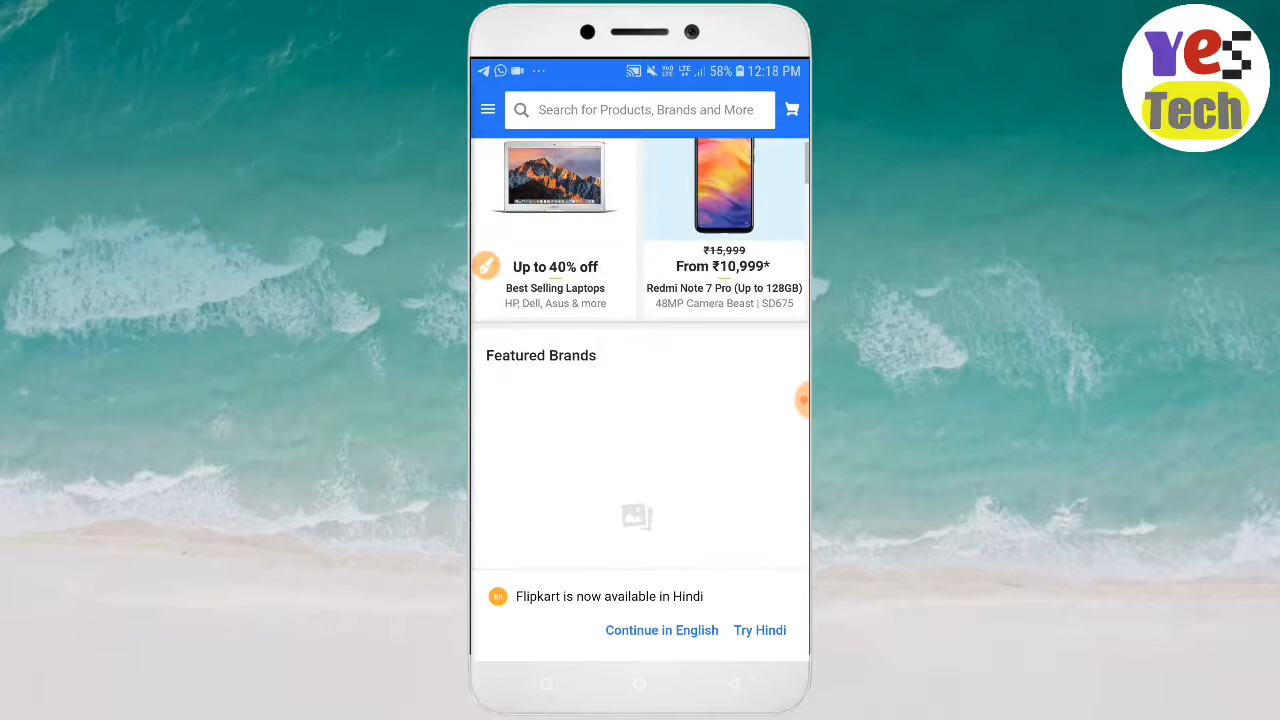 Yes
Tech
58% 12:18 PM
Search for Products, Brands and More
Up to 40% off
Best Selling Laptops
HP, Dell, Asus & more
₹15,999
From ₹10,999*
Redmi Note 7 Pro (Up to 128GB)
48MP Camera Beast | SD675
Featured Brands
En Flipkart is now available in Hindi
Continue in English Try Hindi